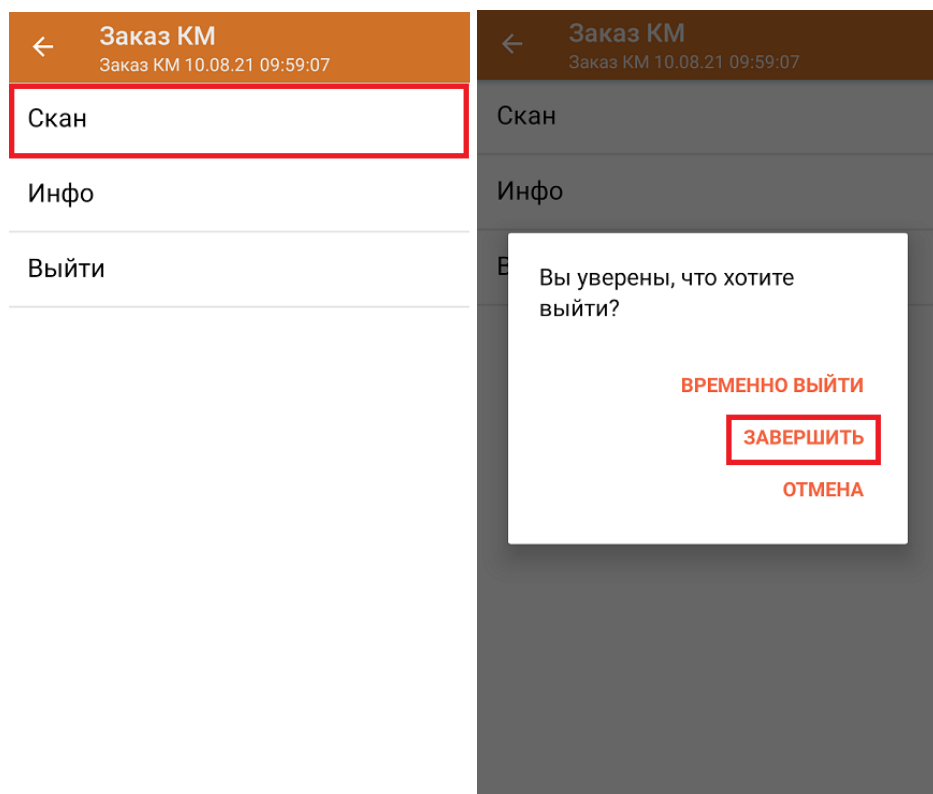 Заказ КМ
Заказ КМ 10.08.21 09:59:07
Скан
Инфо
Выйти
Заказ КМ
Заказ КМ 10.08.21 09:59:07
Скан
Инфо
В
Вы уверены, что хотите
выйти?
ВРЕМЕННО ВЫЙТИ
ЗАВЕРШИТЬ
ОТМЕНА